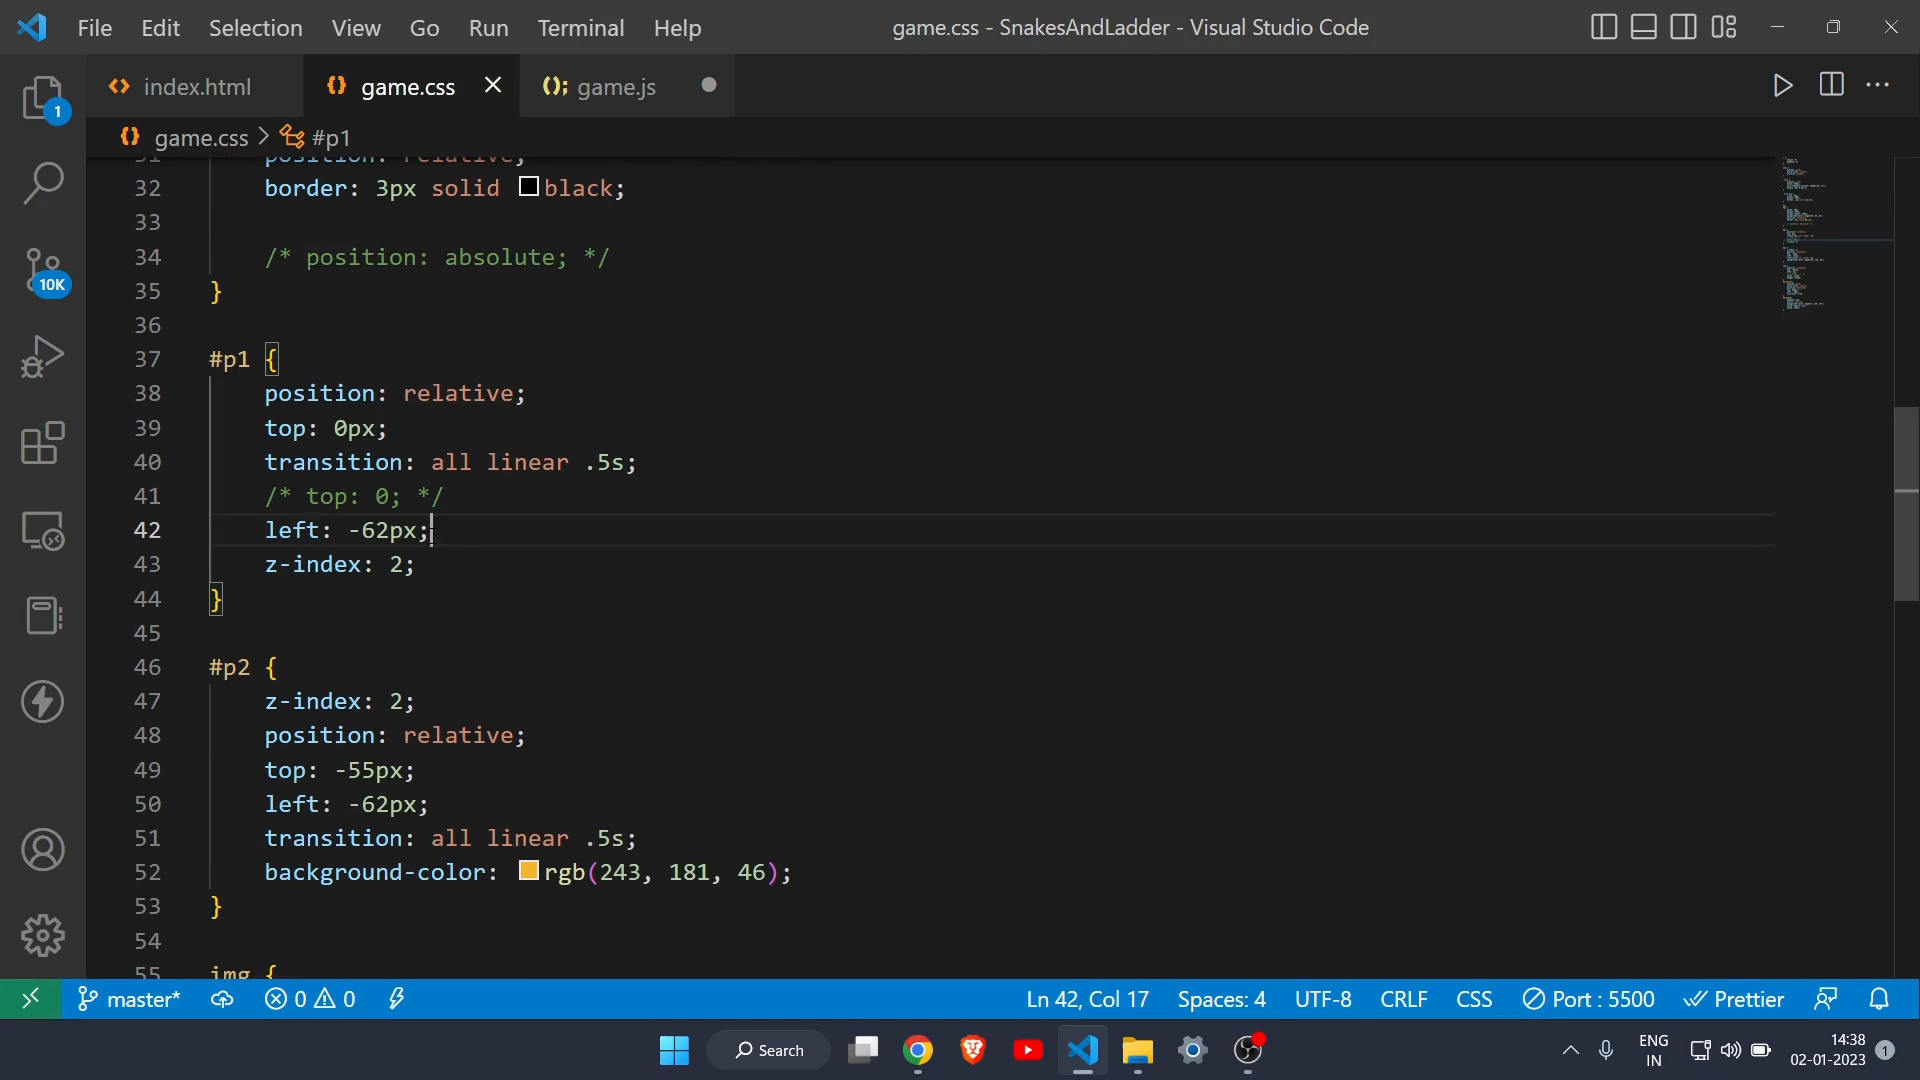 File Edit Selection View Go Run Terminal Help
game.css - SnakesAndLadder - Visual Studio Code
index.html
game.css
game.js
game.css > #p1
1
10K
31 position: relative;
32 border: 3px solid black;
33
34 /* position: absolute; */
35 }
36
37 #p1 {
38 position: relative;
39 top: 0px;
40 transition: all linear .5s;
41 /* top: 0; */
42 left: -62px;
43 z-index: 2;
44 }
45
46 #p2 {
47 z-index: 2;
48 position: relative;
49 top: -55px;
50 left: -62px;
51 transition: all linear .5s;
52 background-color: rgb(243, 181, 46);
53 }
54
55 img {
master* 0 0 Ln 42, Col 17 Spaces: 4 UTF-8 CRLF CSS Port : 5500 Prettier
Search
ENG
IN
14:38
02-01-2023
1